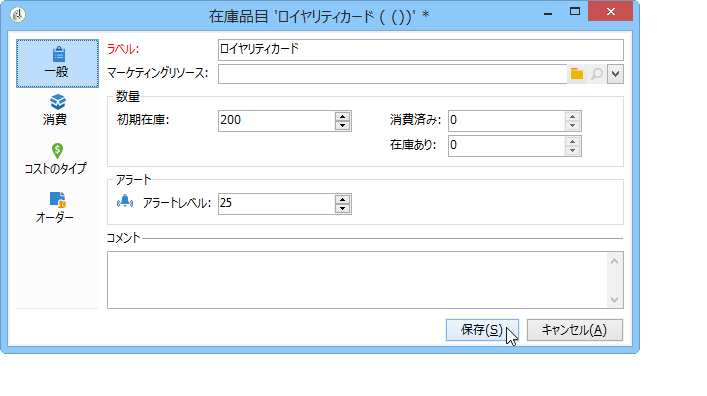 在庫品目 'ロイヤリティカード ( ())' *
一般
消費
コストのタイプ
オーダー
ラベル: ロイヤリティカード
マーケティングリソース:
数量
初期在庫: 200 消費済み: 0
在庫あり: 0
アラート
アラートレベル: 25
コメント
保存(S) キャンセル(A)